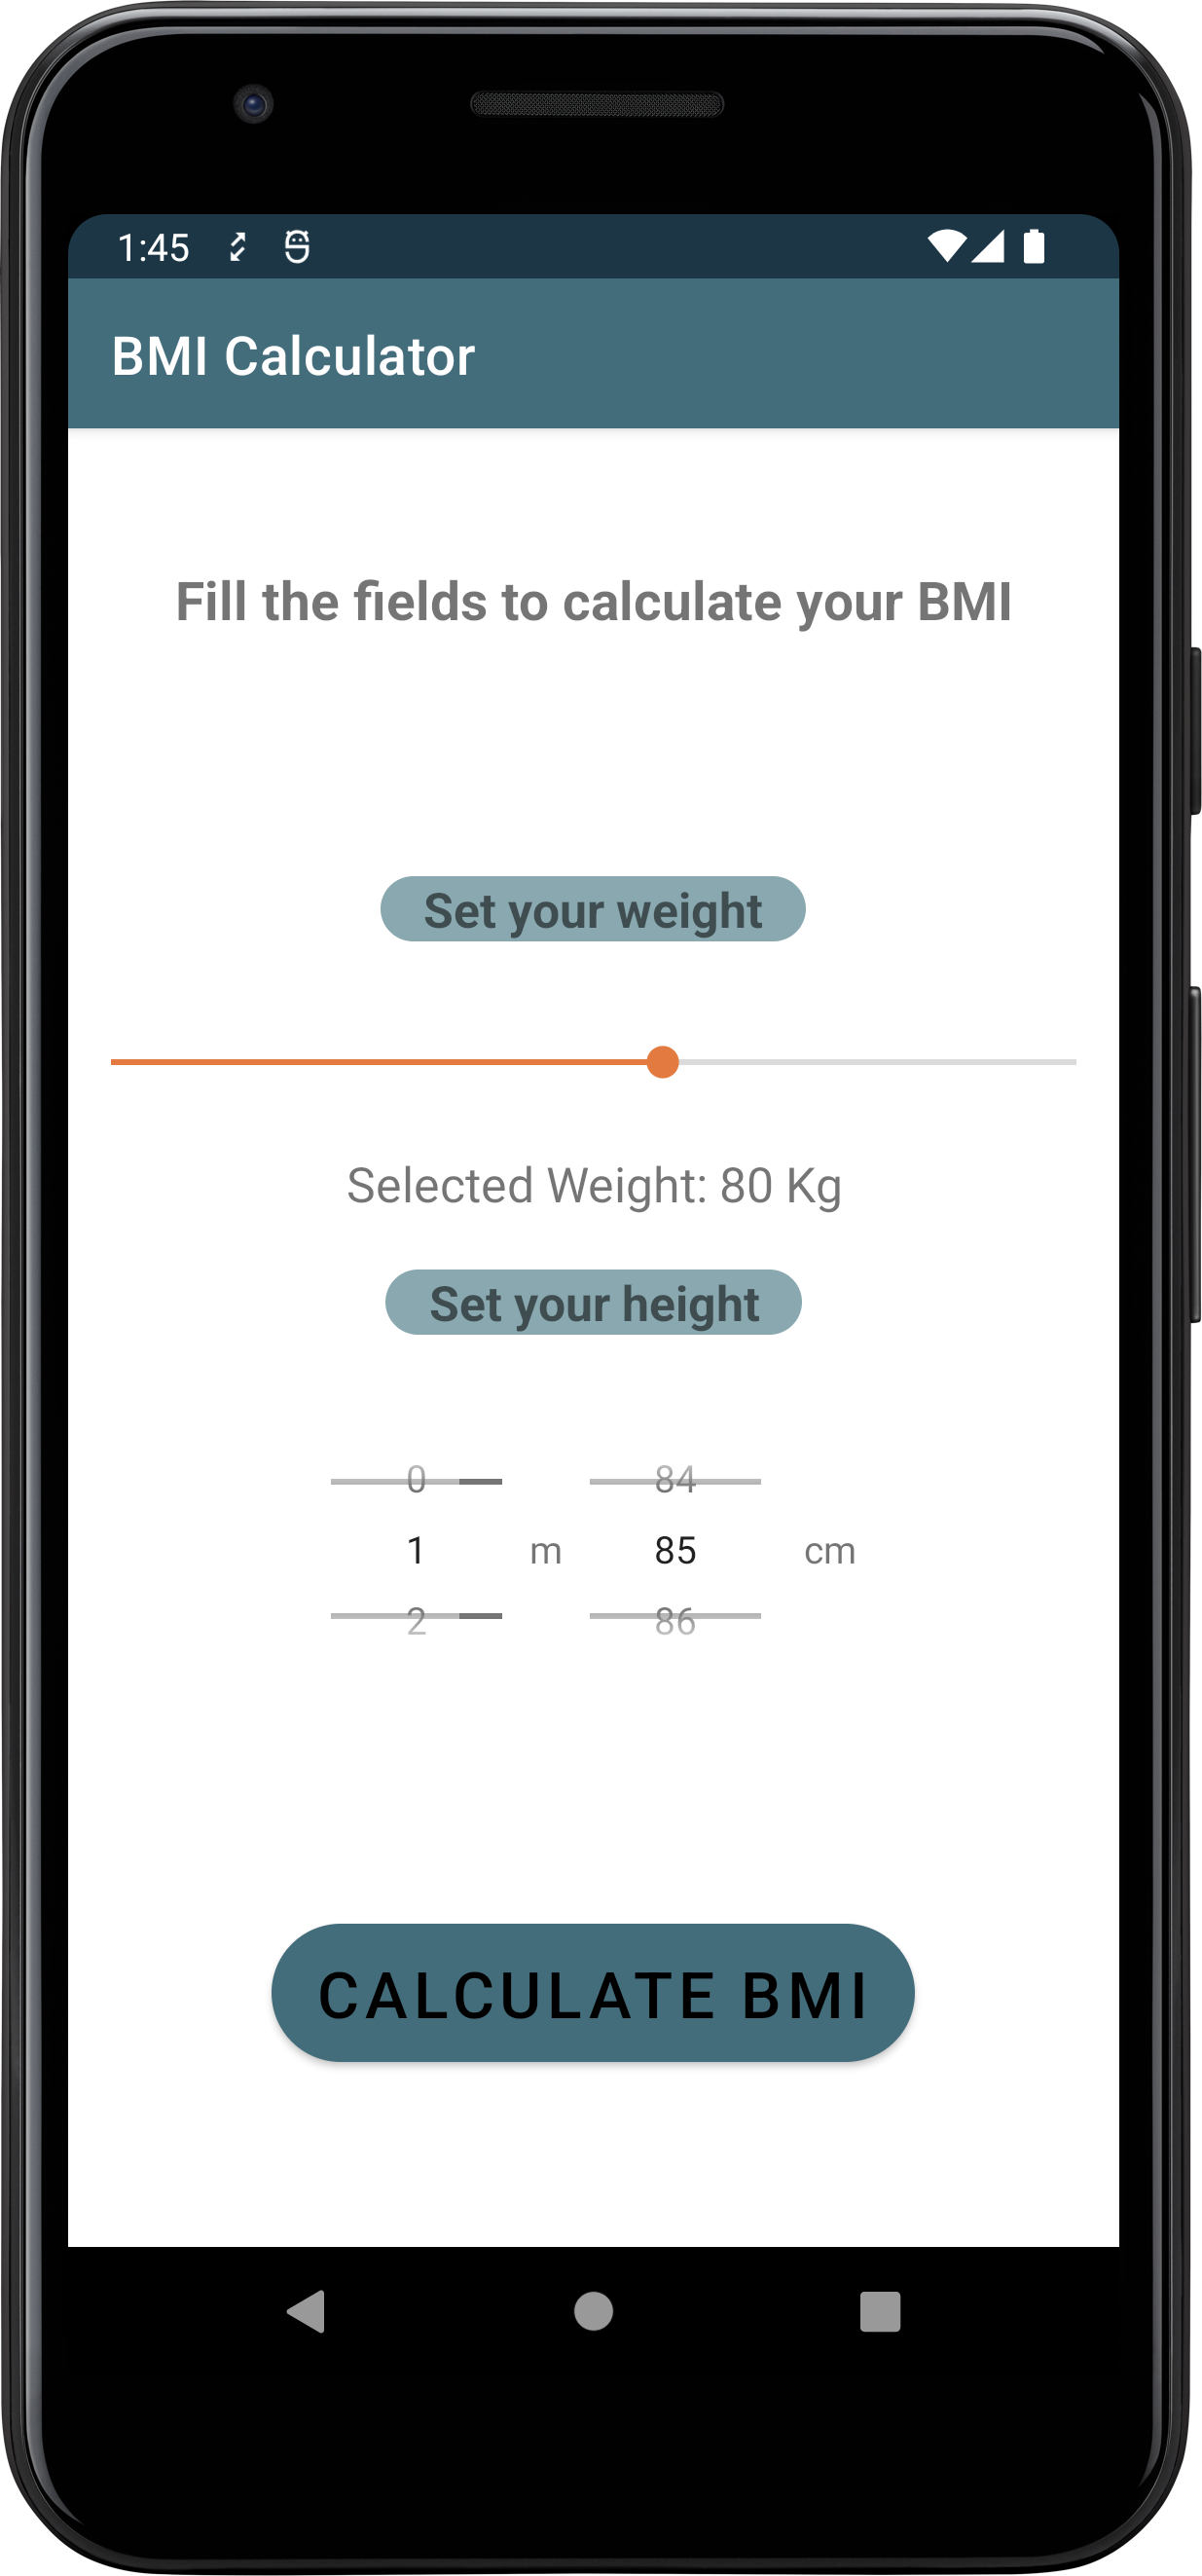 1:45
BMI Calculator
Fill the fields to calculate your BMI
Set your weight
Selected Weight: 80 Kg
Set your height
0 84
1 m 85 cm
2 86
CALCULATE BMI